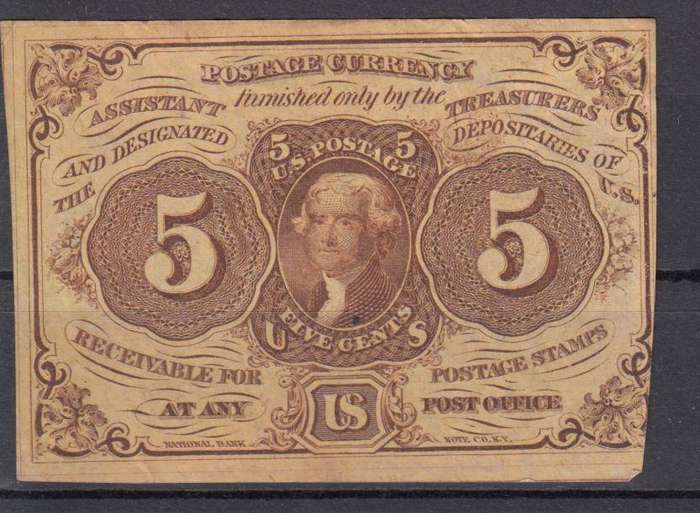 POSTAGE CURRENCY
furnished only by the
THE ASSISTANT TREASURERS
AND DESIGNATED DEPOSITARIES OF U.S.
5 5
U.S. POSTAGE
5 5
FIVE CENTS
U S
RECEIVABLE FOR POSTAGE STAMPS
AT ANY US POST OFFICE
NATIONAL BANK NOTE CO. N.Y.